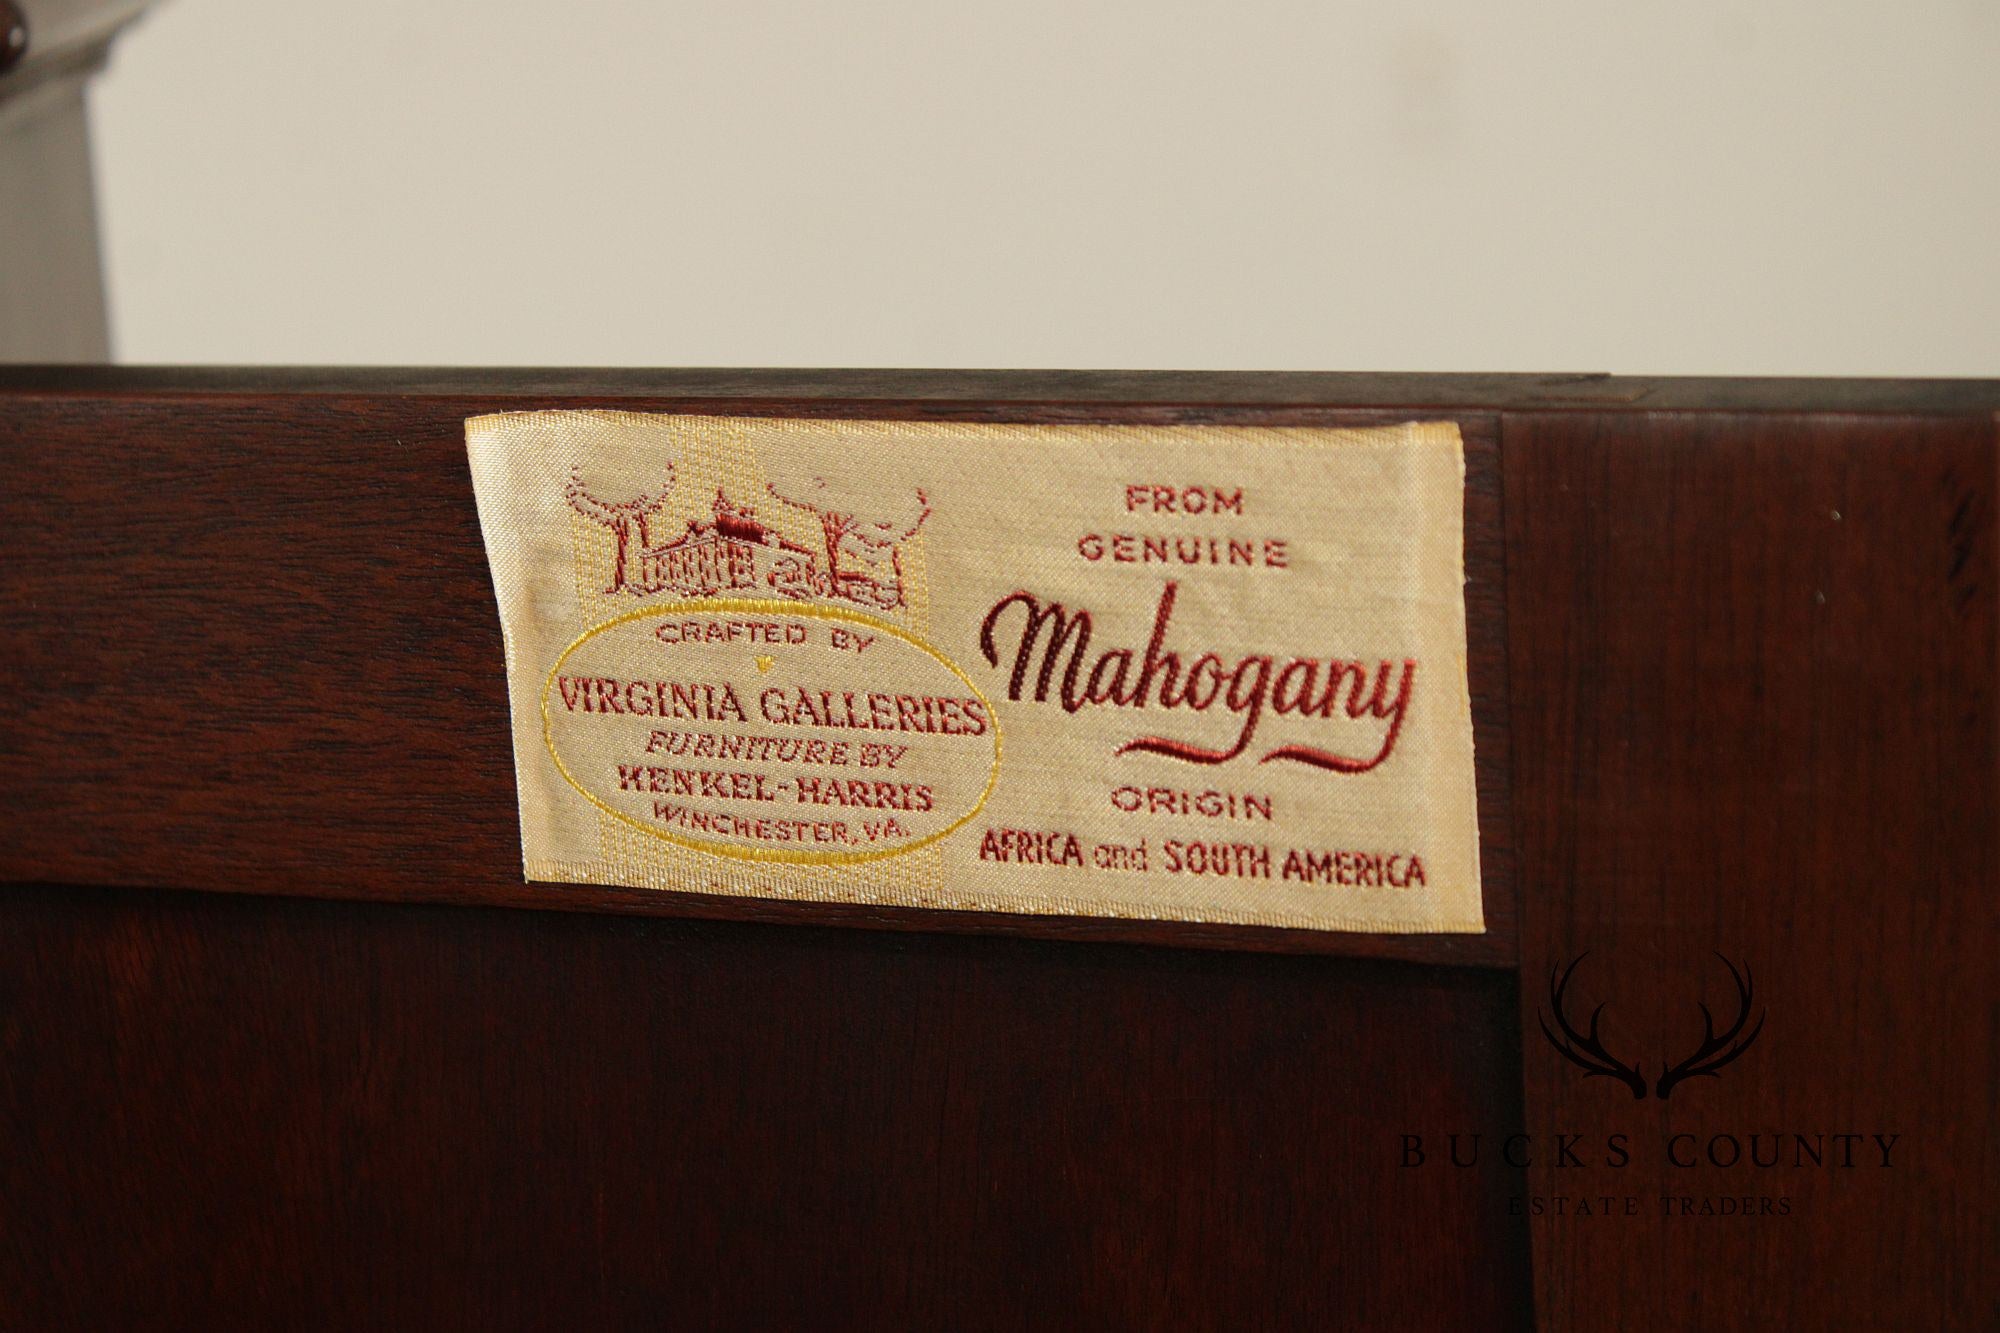 CRAFTED BY
VIRGINIA GALLERIES
FURNITURE BY
HENKEL-HARRIS
WINCHESTER, VA.
FROM
GENUINE
Mahogany
ORIGIN
AFRICA and SOUTH AMERICA
BUCKS COUNTY
ESTATE TRADERS